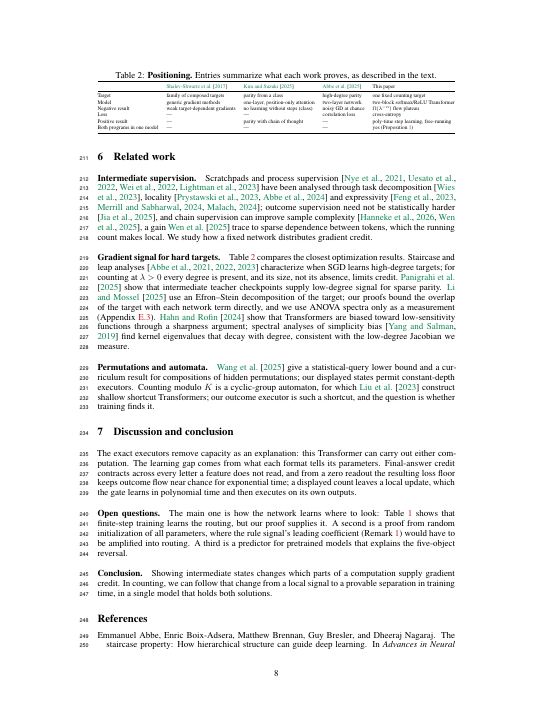 Table 2: Positioning. Entries summarize what each work proves, as described in the text.
Shalev-Shwartz et al. [2017] Kim and Suzuki [2025] Abbe et al. [2025] This paper
Target family of composed targets parity from a class high-degree parity one fixed counting target
Model generic gradient methods one-layer, position-only attention two-layer network two-block softmax/ReLU Transformer
Negative result weak target-dependent gradients no learning without steps (class) noisy GD at chance flow plateau
Loss — — correlation loss cross-entropy
Positive result — parity with chain of thought — poly-time step learning, free-running
Both programs in one model — — — yes (Proposition 1)
211 6 Related work
212 Intermediate supervision. Scratchpads and process supervision [Nye et al., 2021, Uesato et al.,
213 2022, Wei et al., 2022, Lightman et al., 2023] have been analysed through task decomposition [Wies
214 et al., 2023], locality [Prystawski et al., 2023, Abbe et al., 2024] and expressivity [Feng et al., 2023,
215 Merrill and Sabharwal, 2024, Malach, 2024]; outcome supervision need not be statistically harder
216 [Jia et al., 2025], and chain supervision can improve sample complexity [Hanneke et al., 2026, Wen
217 et al., 2025], a gain Wen et al. [2025] trace to sparse dependence between tokens, which the running
218 count makes local. We study how a fixed network distributes gradient credit.
219 Gradient signal for hard targets. Table 2 compares the closest optimization results. Staircase and
220 leap analyses [Abbe et al., 2021, 2022, 2023] characterize when SGD learns high-degree targets; for
221 counting at λ > 0 every degree is present, and its size, not its absence, limits credit. Panigrahi et al.
222 [2025] show that intermediate teacher checkpoints supply low-degree signal for sparse parity. Li
223 and Mossel [2025] use an Efron–Stein decomposition of the target; our proofs bound the overlap
224 of the target with each network term directly, and we use ANOVA spectra only as a measurement
225 (Appendix E.3). Hahn and Rofin [2024] show that Transformers are biased toward low-sensitivity
226 functions through a sharpness argument; spectral analyses of simplicity bias [Yang and Salman,
227 2019] find kernel eigenvalues that decay with degree, consistent with the low-degree Jacobian we
228 measure.
229 Permutations and automata. Wang et al. [2025] give a statistical-query lower bound and a cur-
230 riculum result for compositions of hidden permutations; our displayed states permit constant-depth
231 executors. Counting modulo K is a cyclic-group automaton, for which Liu et al. [2023] construct
232 shallow shortcut Transformers; our outcome executor is such a shortcut, and the question is whether
233 training finds it.
234 7 Discussion and conclusion
235 The exact executors remove capacity as an explanation: this Transformer can carry out either com-
236 putation. The learning gap comes from what each format tells its parameters. Final-answer credit
237 contracts across every letter a feature does not read, and from a zero readout the resulting loss floor
238 keeps outcome flow near chance for exponential time; a displayed count leaves a local update, which
239 the gate learns in polynomial time and then executes on its own outputs.
240 Open questions. The main one is how the network learns where to look: Table 1 shows that
241 finite-step training learns the routing, but our proof supplies it. A second is a proof from random
242 initialization of all parameters, where the rule signal's leading coefficient (Remark 1) would have to
243 be amplified into routing. A third is a predictor for pretrained models that explains the five-object
244 reversal.
245 Conclusion. Showing intermediate states changes which parts of a computation supply gradient
246 credit. In counting, we can follow that change from a local signal to a provable separation in training
247 time, in a single model that holds both solutions.
248 References
249 Emmanuel Abbe, Enric Boix-Adsera, Matthew Brennan, Guy Bresler, and Dheeraj Nagaraj. The
250 staircase property: How hierarchical structure can guide deep learning. In Advances in Neural
8